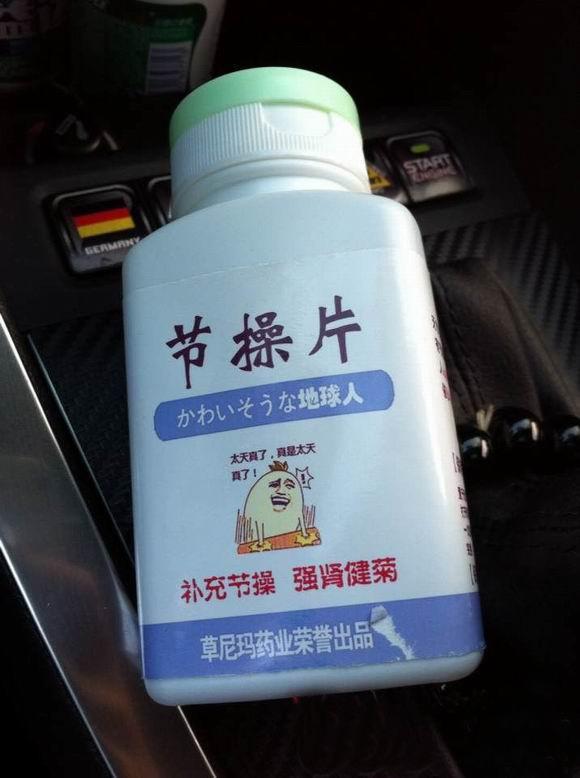 START
ENGINE
GERMANY
节操片
かわいそうな地球人
太天真了，真是太天
真了！
!
补充节操 强肾健菊
草尼玛药业荣誉出品